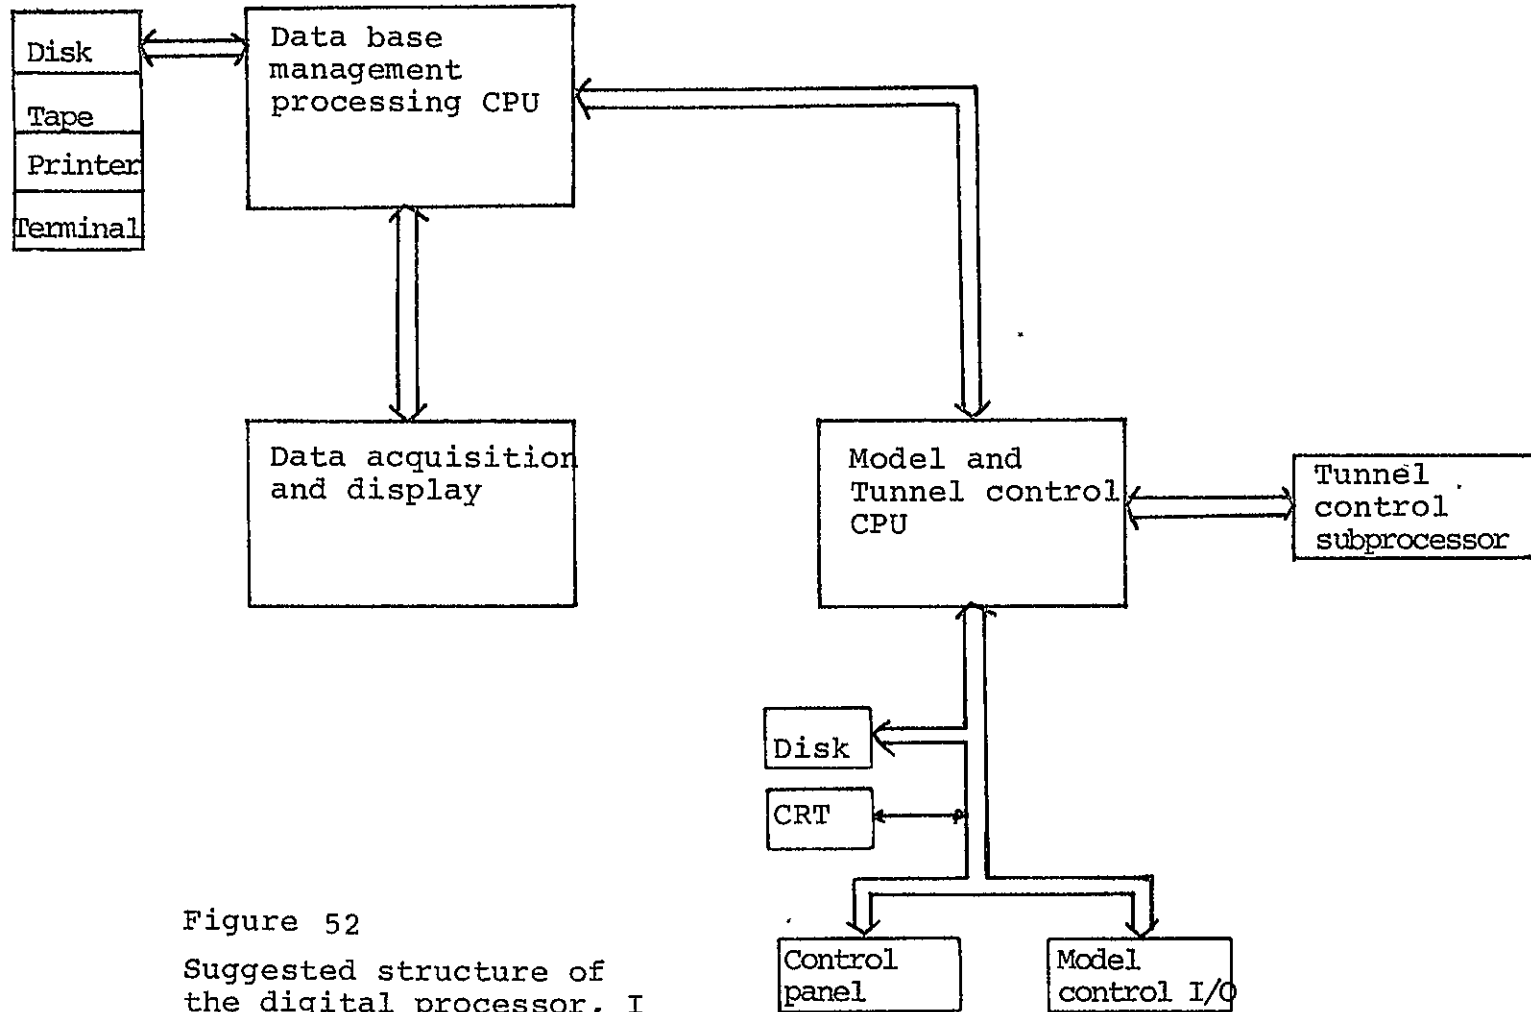 Disk
Tape
Printer
Terminal
Data base
management
processing CPU
Data acquisition
and display
Model and
Tunnel control
CPU
Tunnel
control
subprocessor
Disk
CRT
Control
panel
Model
control I/O
Figure 52
Suggested structure of
the digital processor, I